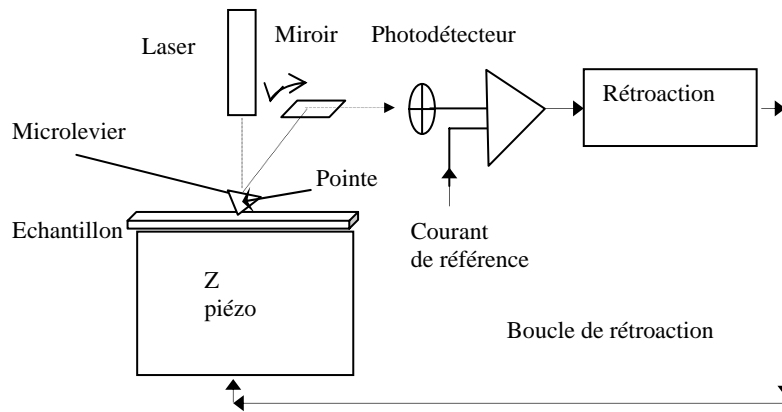 Laser
Miroir
Photodétecteur
Rétroaction
Microlevier
Pointe
Echantillon
Courant
de référence
Z
piézo
Boucle de rétroaction